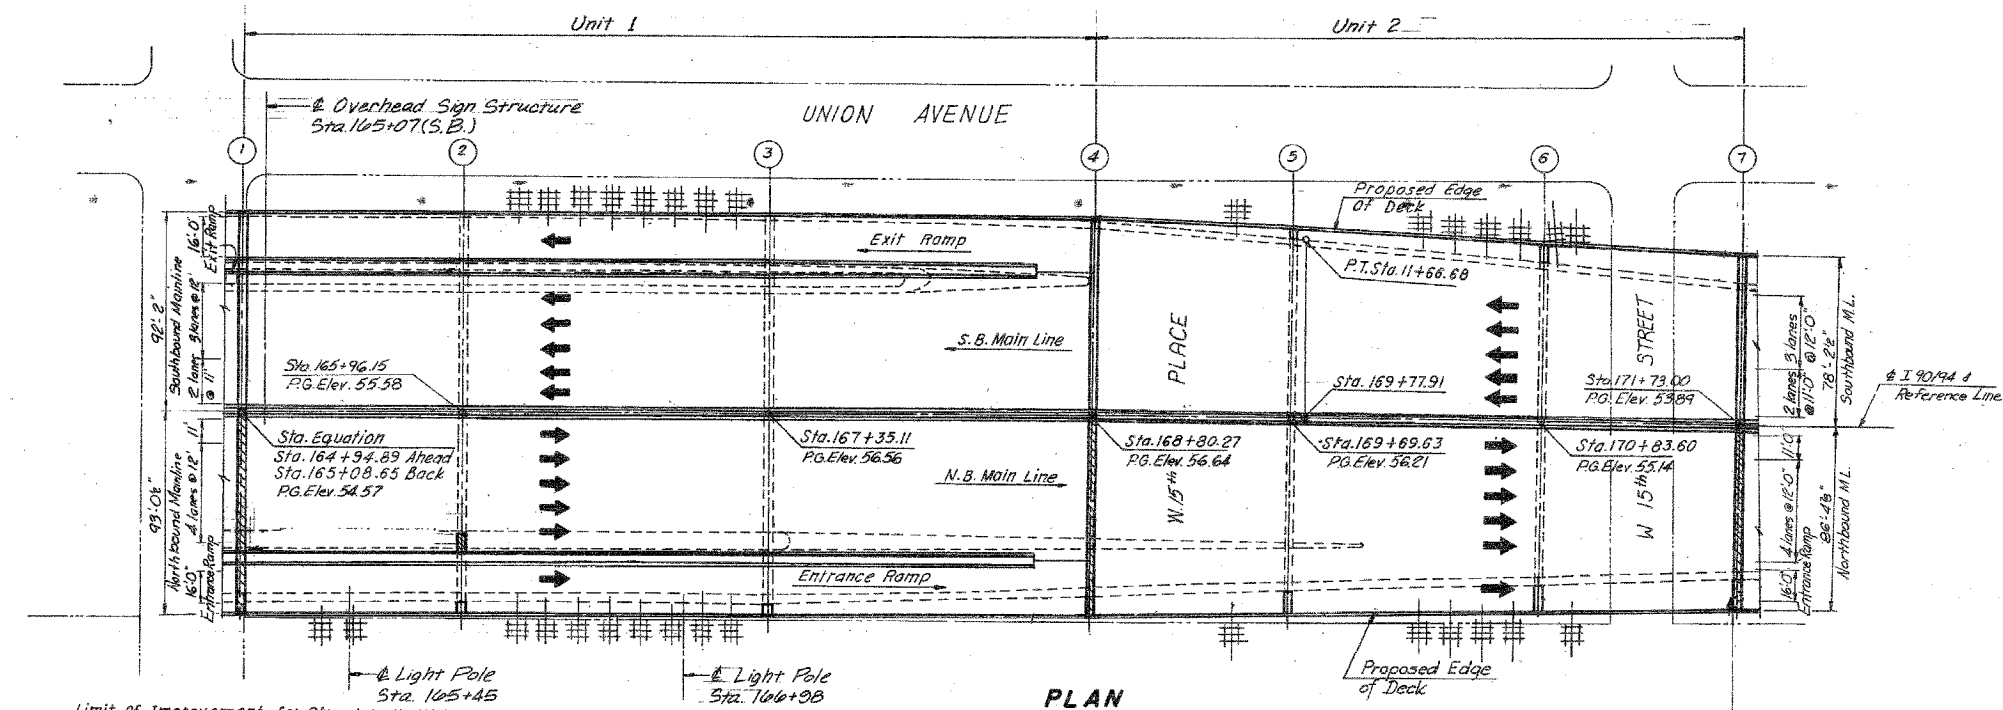 Unit 1
Unit 2
℄ Overhead Sign Structure
Sta. 165+07 (S.B.)
UNION AVENUE
1
2
3
4
5
6
7
Proposed Edge
of Deck
Exit Ramp
P.T. Sta. 11+66.68
92'-2"
Southbound Mainline
2 lanes 3 lanes @ 12'
@ 11'
16'-0"
Exit Ramp
S.B. Main Line
PLACE
W. 15th
STREET
W 15th
Sta. 165+96.15
P.G. Elev. 55.58
Sta. 169+77.91
Sta. 171+73.00
P.G. Elev. 53.89
2 lanes 3 lanes
@ 11'-0" @ 12'-0"
78'-2½"
Southbound M.L.
℄ I 90/94 &
Reference Line
Sta. Equation
Sta. 164+94.89 Ahead
Sta. 165+08.65 Back
P.G. Elev. 54.57
Sta. 167+35.11
P.G. Elev. 56.56
Sta. 168+80.27
P.G. Elev. 56.64
Sta. 169+69.63
P.G. Elev. 56.21
Sta. 170+83.60
P.G. Elev. 55.14
N.B. Main Line
Northbound Mainline
4 lanes @ 12' 11'
16'-0"
Entrance Ramp
Entrance Ramp
16'-0" 4 lanes @ 12'-0" 11'-0"
Entrance Ramp
Northbound M.L.
Proposed Edge
of Deck
℄ Light Pole
Sta. 165+45
℄ Light Pole
Sta. 166+98
PLAN